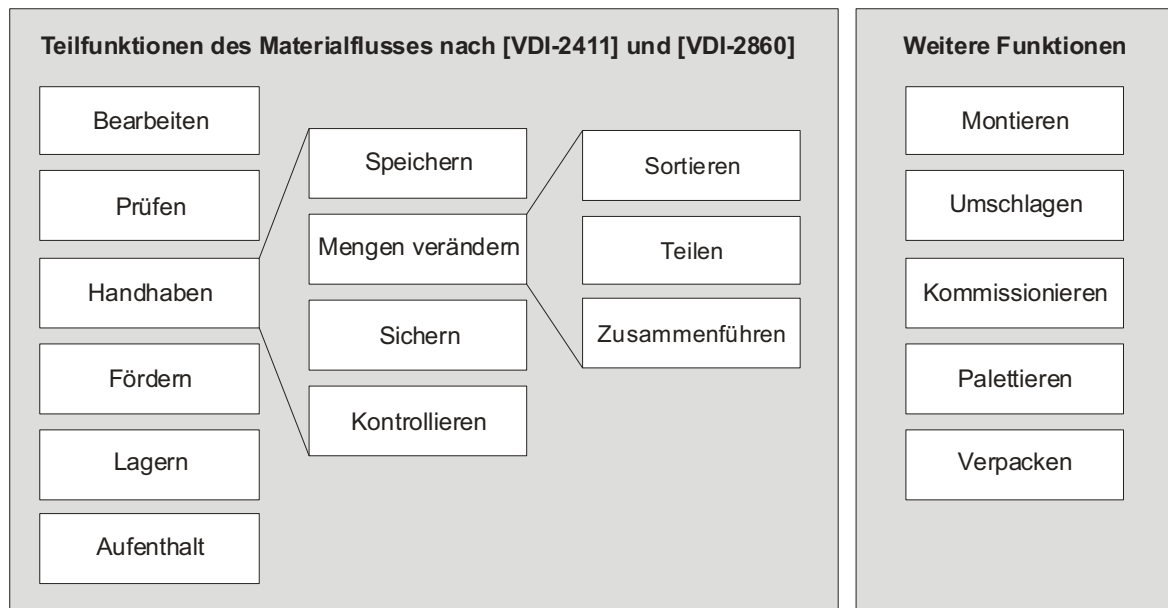 Teilfunktionen des Materialflusses nach [VDI-2411] und [VDI-2860]
Bearbeiten
Prüfen
Handhaben
Fördern
Lagern
Aufenthalt
Speichern
Mengen verändern
Sichern
Kontrollieren
Sortieren
Teilen
Zusammenführen
Weitere Funktionen
Montieren
Umschlagen
Kommissionieren
Palettieren
Verpacken